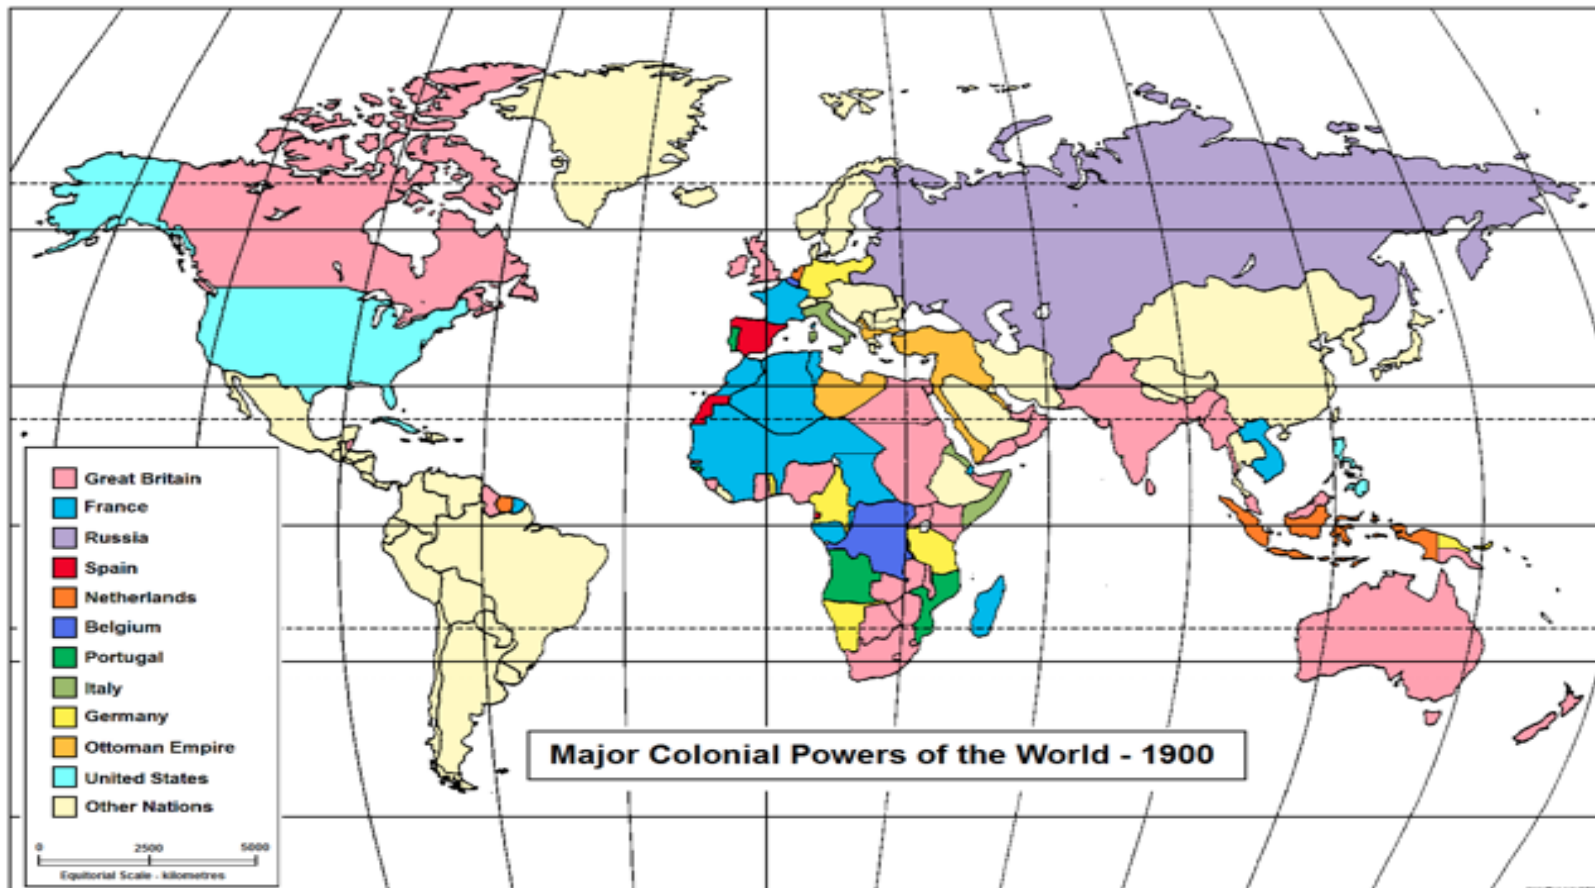 Great Britain
France
Russia
Spain
Netherlands
Belgium
Portugal
Italy
Germany
Ottoman Empire
United States
Other Nations
0 2500 5000
Equitorial Scale - kilometres
Major Colonial Powers of the World - 1900